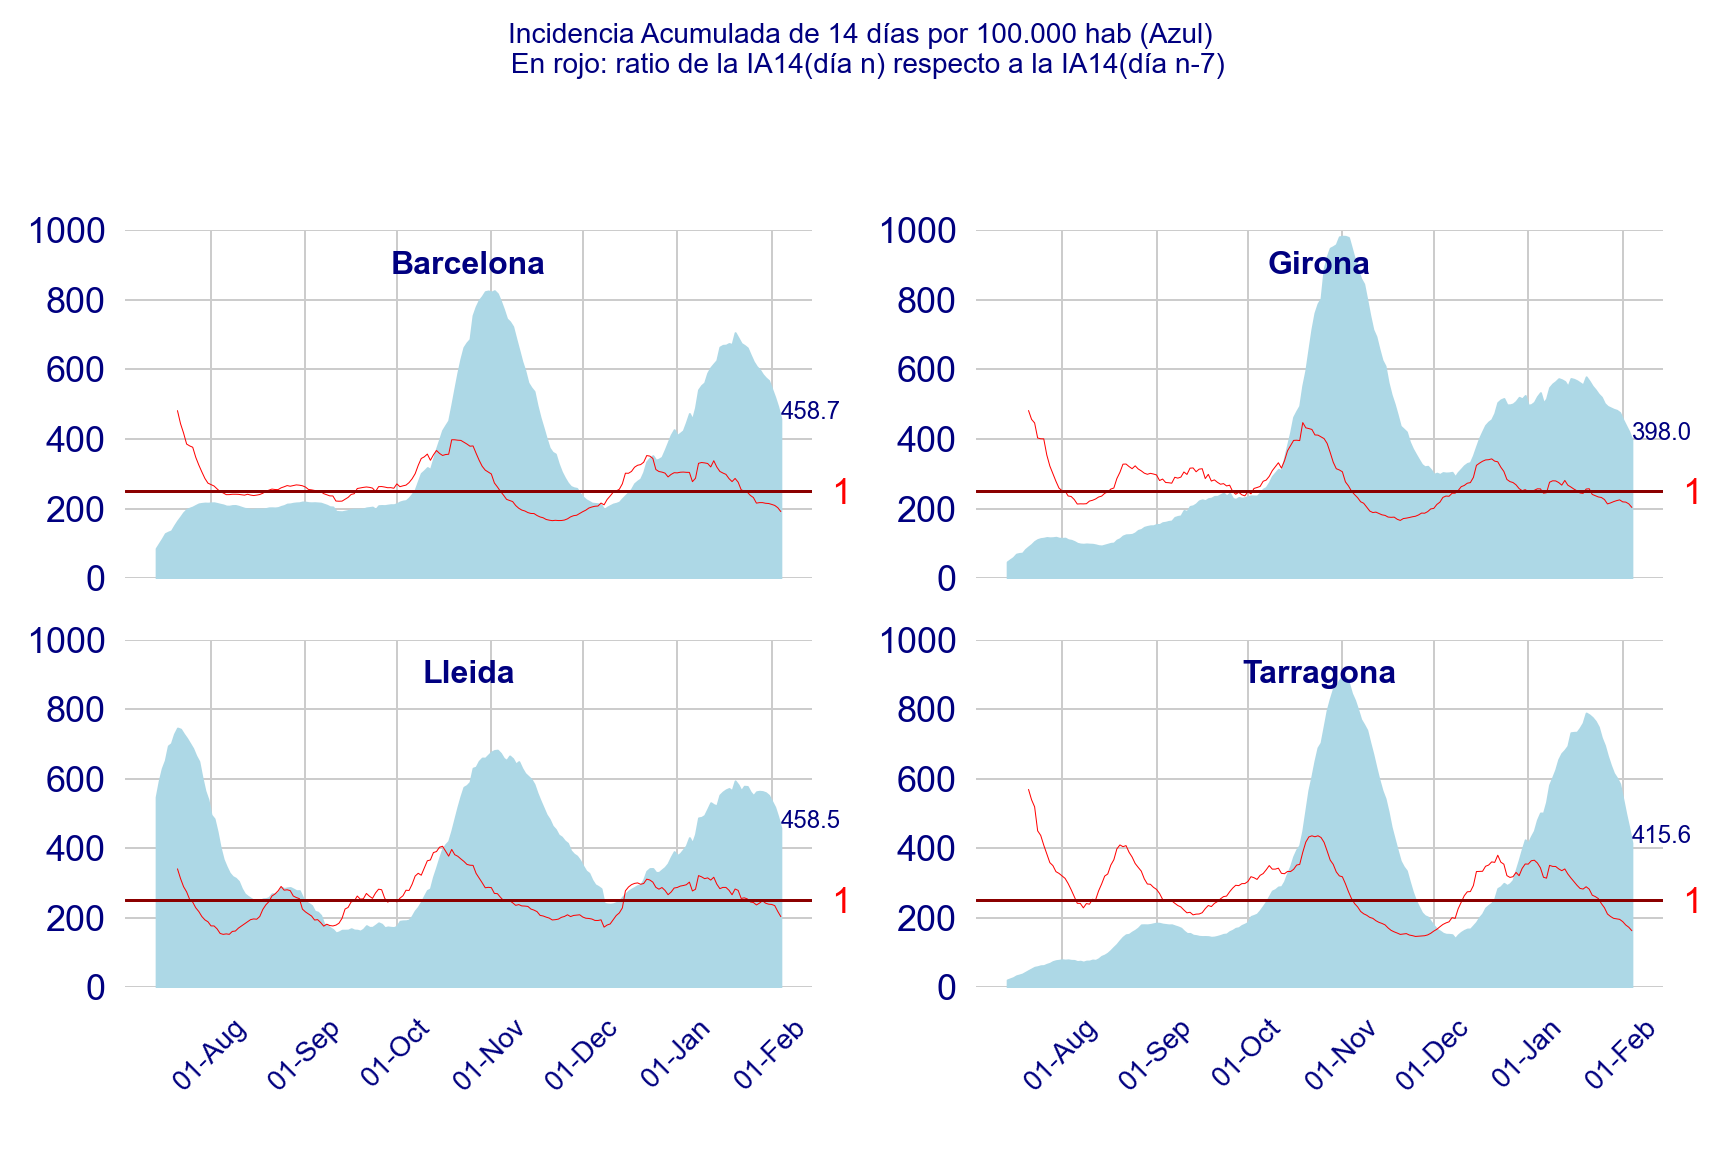 Incidencia Acumulada de 14 días por 100.000 hab (Azul)
En rojo: ratio de la IA14(día n) respecto a la IA14(día n-7)
1000
800
600
400
200
0
Barcelona
458.7
1
1000
800
600
400
200
0
Girona
398.0
1
1000
800
600
400
200
0
Lleida
458.5
1
01-Aug
01-Sep
01-Oct
01-Nov
01-Dec
01-Jan
01-Feb
1000
800
600
400
200
0
Tarragona
415.6
1
01-Aug
01-Sep
01-Oct
01-Nov
01-Dec
01-Jan
01-Feb